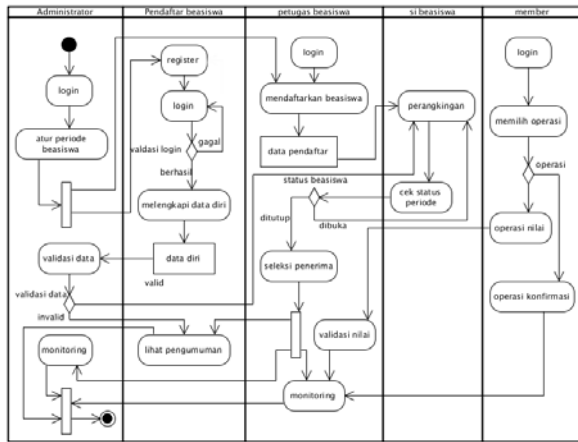 Administrator
Pendaftar beasiswa
petugas beasiswa
si beasiswa
member
login
atur periode
beasiswa
validasi data
validasi data
invalid
monitoring
register
login
valdasi login
gagal
berhasil
melengkapi data diri
data diri
valid
lihat pengumuman
login
mendaftarkan beasiswa
data pendaftar
status beasiswa
ditutup
dibuka
seleksi penerima
validasi nilai
monitoring
perangkingan
cek status
periode
login
memilih operasi
operasi
operasi nilai
operasi konfirmasi